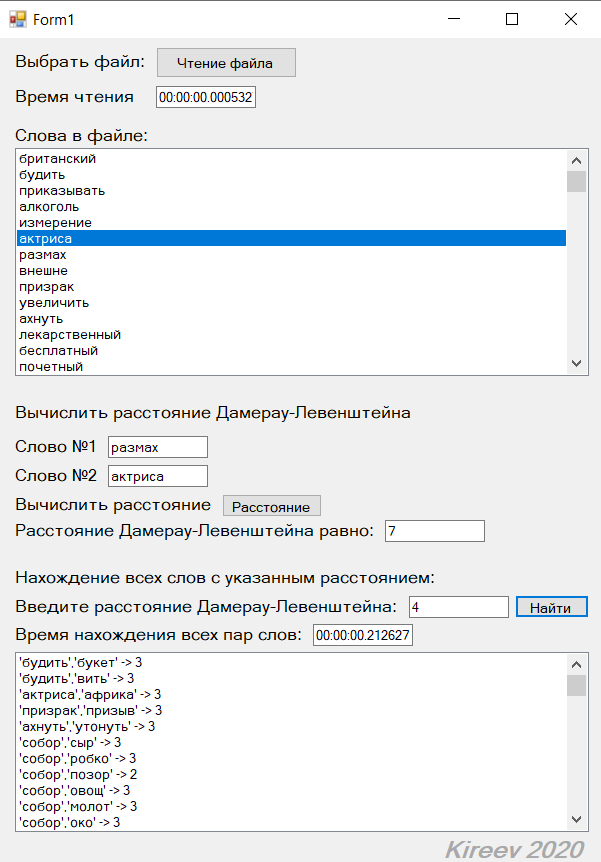 Form1
Выбрать файл: Чтение файла
Время чтения 00:00:00.000532
Слова в файле:
британский
будить
приказывать
алкоголь
измерение
актриса
размах
внешне
призрак
увеличить
ахнуть
лекарственный
бесплатный
почетный
Вычислить расстояние Дамерау-Левенштейна
Слово №1 размах
Слово №2 актриса
Вычислить расстояние Расстояние
Расстояние Дамерау-Левенштейна равно: 7
Нахождение всех слов с указанным расстоянием:
Введите расстояние Дамерау-Левенштейна: 4 Найти
Время нахождения всех пар слов: 00:00:00.212627
'будить','букет' -> 3
'будить','вить' -> 3
'актриса','африка' -> 3
'призрак','призыв' -> 3
'ахнуть','утонуть' -> 3
'собор','сыр' -> 3
'собор','робко' -> 3
'собор','позор' -> 2
'собор','овощ' -> 3
'собор','молот' -> 3
'собор','око' -> 3
Kireev 2020